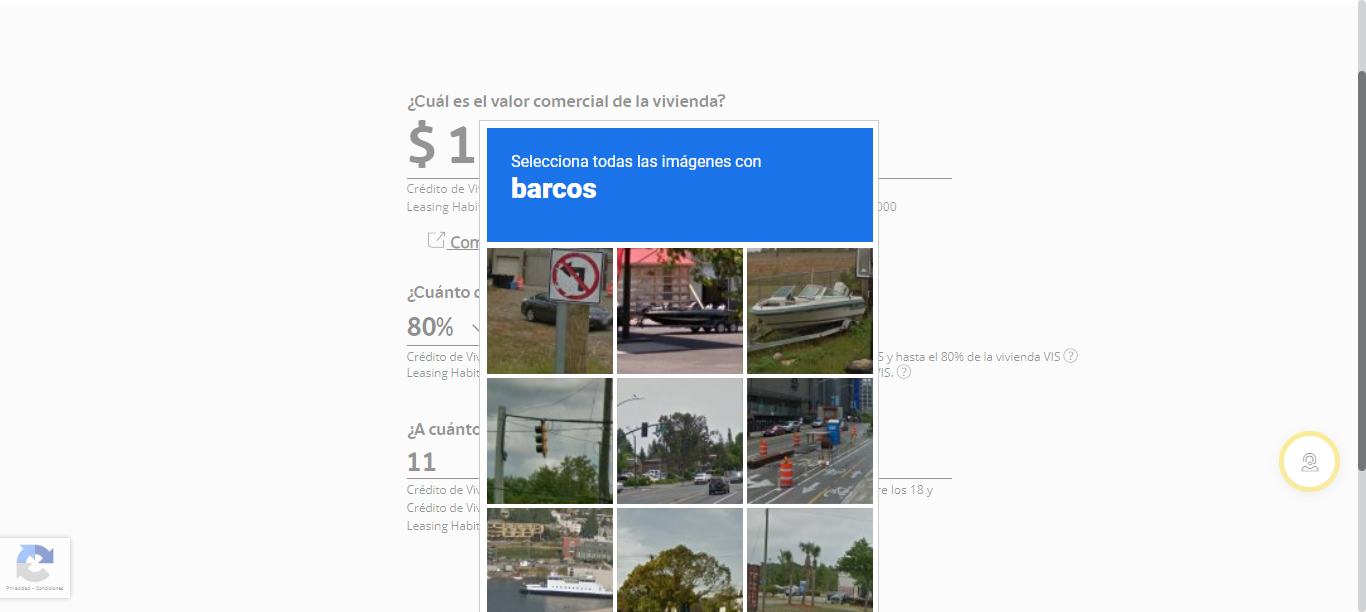 ¿Cuál es el valor comercial de la vivienda?
$ 1
Selecciona todas las imágenes con
barcos
Crédito de Vi
Leasing Habi
000
Com
¿Cuánto
80%
Crédito de Viv
S y hasta el 80% de la vivienda VIS ?
Leasing Habit
VIS. ?
¿A cuánto
11
Crédito de Viv
re los 18 y
Crédito de Viv
Leasing Habit
Privacidad - Condiciones